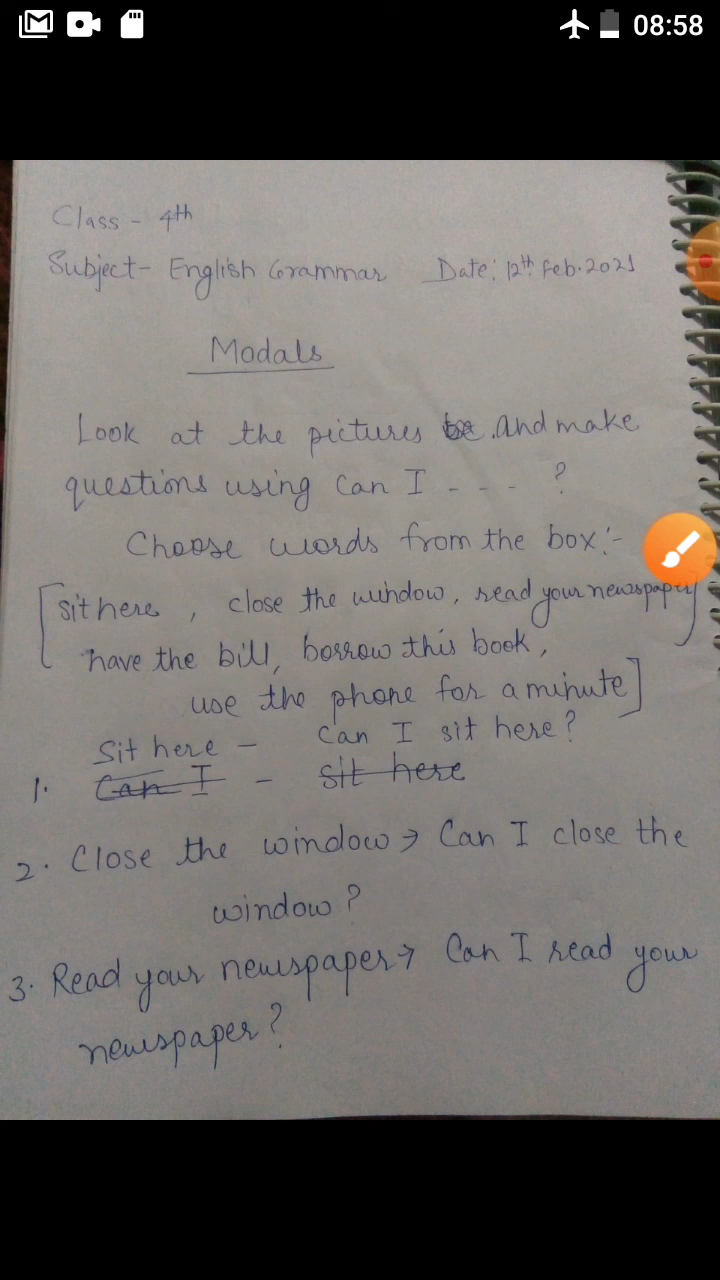 08:58
Class - 4th
Subject- English Grammar Date: 12th Feb. 2021
Modals
Look at the pictures and make
questions using Can I - - - ?
Choose words from the box:-
[sit here, close the window, read your newspaper
have the bill, borrow this book,
use the phone for a minute]
Sit here - Can I sit here?
1. Can I - sit here
2. Close the window → Can I close the
window?
3. Read your newspaper → Can I read your
newspaper?